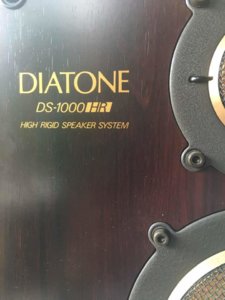 DIATONE
DS-1000HR
HIGH RIGID SPEAKER SYSTEM